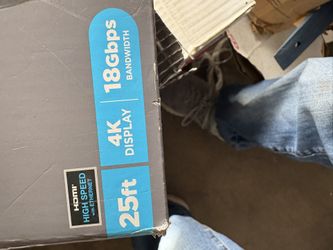 18Gbps
BANDWIDTH
4K
DISPLAY
25ft
HDMI
HIGH SPEED
with ETHERNET